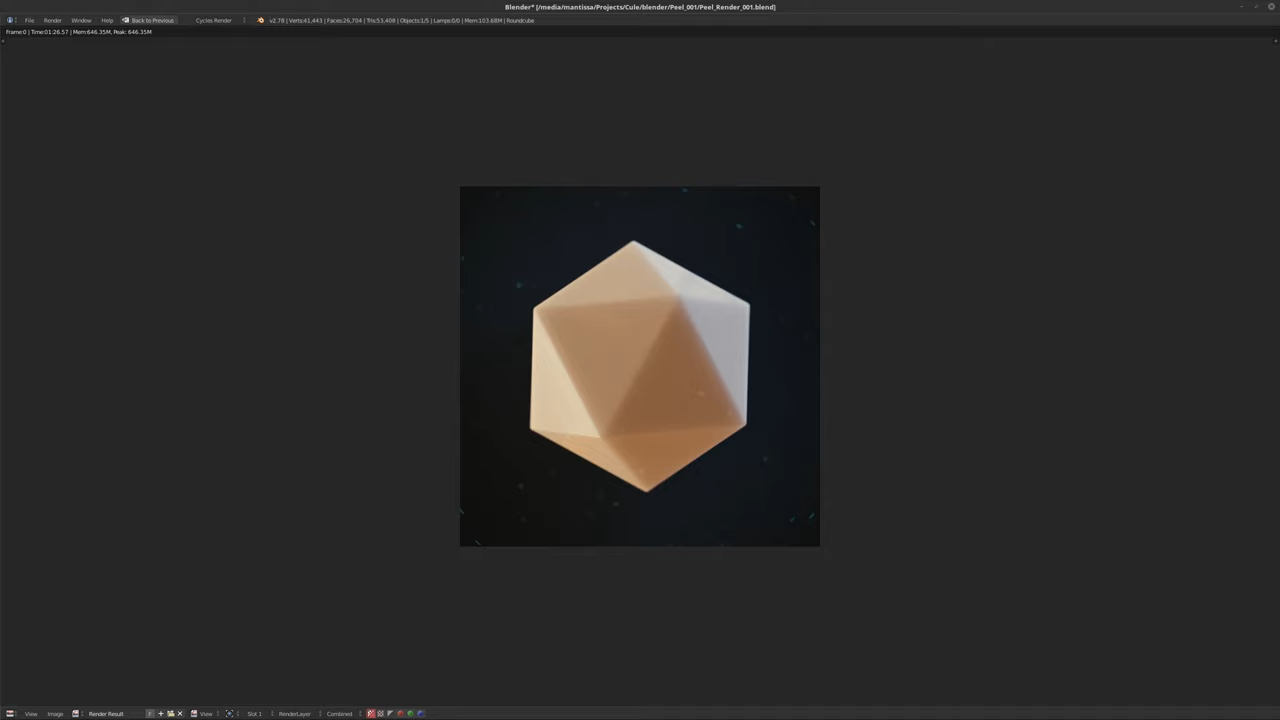 Blender* [/media/mantissa/Projects/Cule/blender/Peel_001/Peel_Render_001.blend]
File Render Window Help Back to Previous Cycles Render v2.78 | Verts:41,443 | Faces:26,704 | Tris:53,408 | Objects:1/5 | Lamps:0/0 | Mem:103.68M | Roundcube
Frame:0 | Time:01:26.57 | Mem:646.35M, Peak: 646.35M
View Image Render Result F View Slot 1 RenderLayer Combined